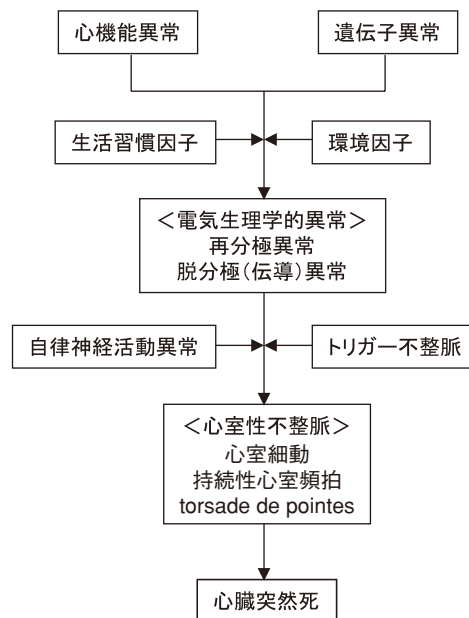 心機能異常
遺伝子異常
生活習慣因子
環境因子
＜電気生理学的異常＞
再分極異常
脱分極（伝導）異常
自律神経活動異常
トリガー不整脈
＜心室性不整脈＞
心室細動
持続性心室頻拍
torsade de pointes
心臓突然死